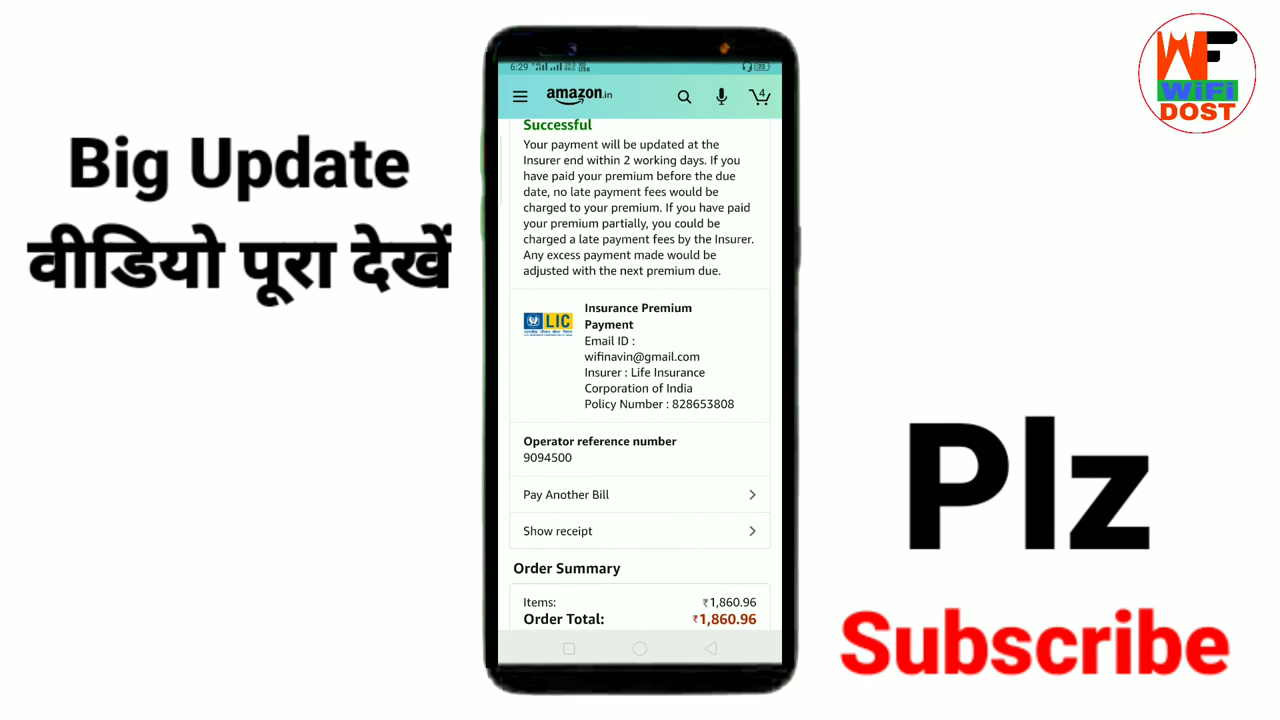 Big Update
वीडियो पूरा देखें
6:29
73
amazon.in
4
Successful
Your payment will be updated at the
Insurer end within 2 working days. If you
have paid your premium before the due
date, no late payment fees would be
charged to your premium. If you have paid
your premium partially, you could be
charged a late payment fees by the Insurer.
Any excess payment made would be
adjusted with the next premium due.
LIC
Insurance Premium
Payment
Email ID :
wifinavin@gmail.com
Insurer : Life Insurance
Corporation of India
Policy Number : 828653808
Operator reference number
9094500
Pay Another Bill
Show receipt
Order Summary
Items: ₹1,860.96
Order Total: ₹1,860.96
WF
WiFi
DOST
Plz
Subscribe